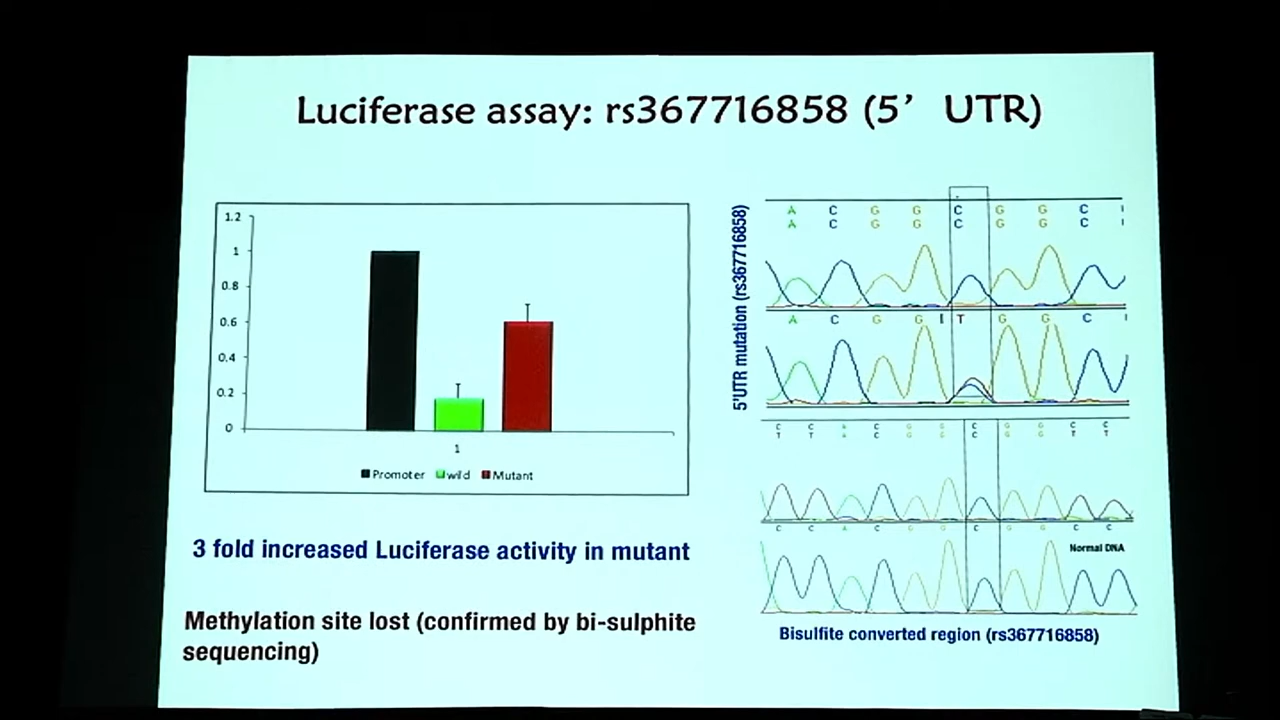 Luciferase assay: rs367716858 (5’ UTR)
1.2
1
0.8
0.6
0.4
0.2
0
1
Promoter wild Mutant
3 fold increased Luciferase activity in mutant
Methylation site lost (confirmed by bi-sulphite
sequencing)
5'UTR mutation (rs367716858)
A C G G C G G C
A C G G C G G C
A C G G T G G C
C C A C G G C G G C C
T T A C G G C G G T T
C C A C G G C G G C C
Normal DNA
Bisulfite converted region (rs367716858)